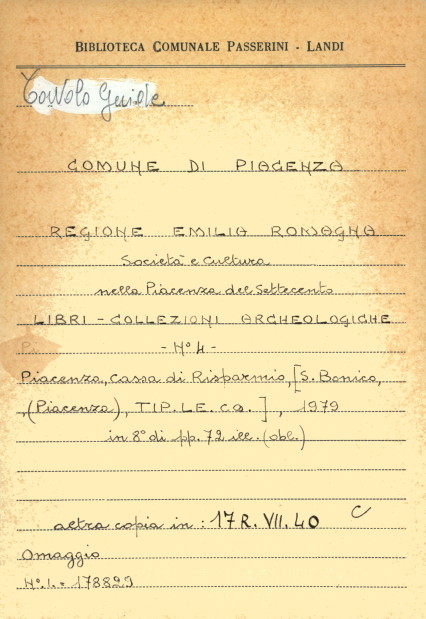 BIBLIOTECA COMUNALE PASSERINI - LANDI
Tavolo Guide
COMUNE DI PIACENZA
REGIONE EMILIA ROMAGNA
Società e Cultura
nella Piacenza del Settecento
LIBRI - COLLEZIONI ARCHEOLOGICHE
P.
- N° 4 -
Piacenza, Cassa di Risparmio, [S. Bonico,
(Piacenza), TIP.LE.CO.], 1979
in 8° di pp. 72 ill. (obl.)
altra copia in : 17 R. VII. 40 C
Omaggio
N°. I. = 178829